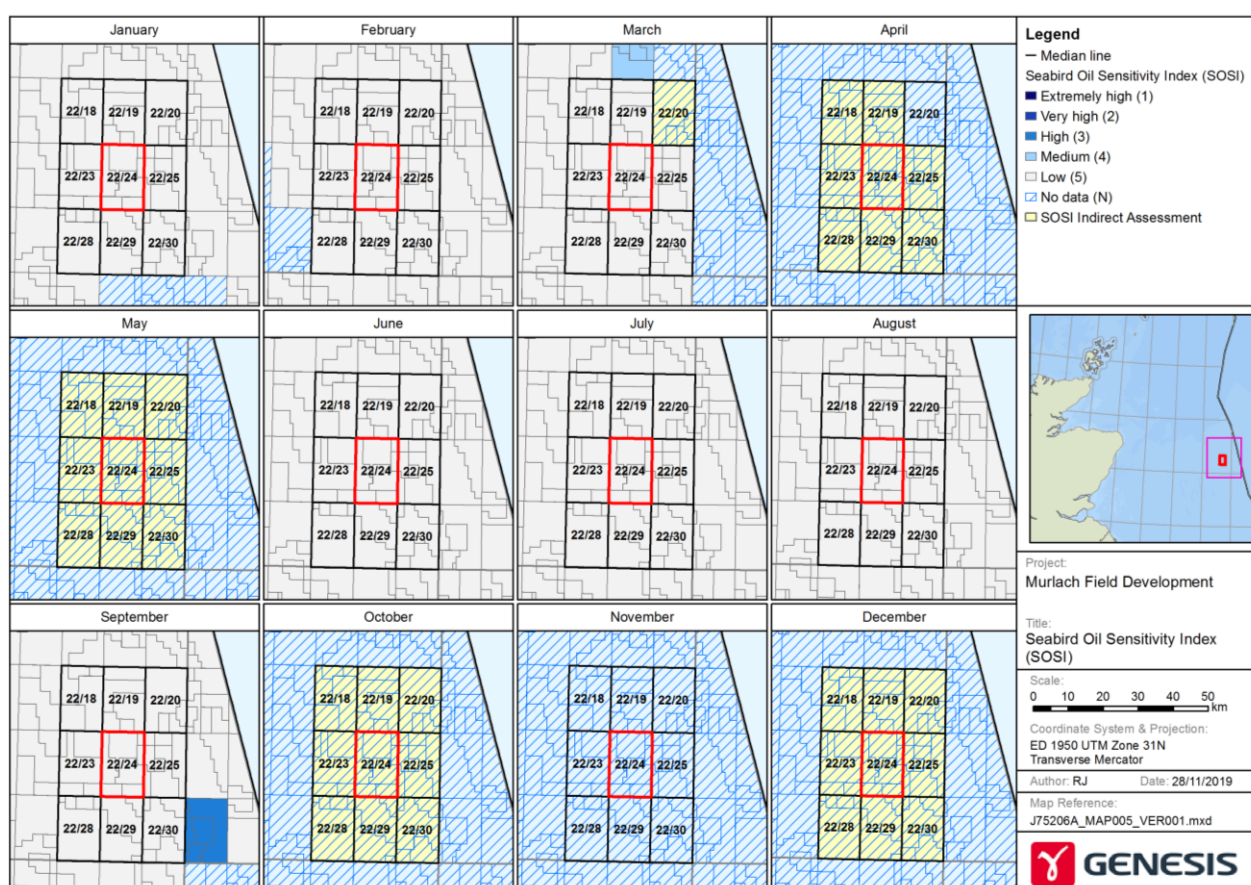 January
22/18 22/19 22/20
22/23 22/24 22/25
22/28 22/29 22/30
February
22/18 22/19 22/20
22/23 22/24 22/25
22/28 22/29 22/30
March
22/18 22/19 22/20
22/23 22/24 22/25
22/28 22/29 22/30
April
22/18 22/19 22/20
22/23 22/24 22/25
22/28 22/29 22/30
May
22/18 22/19 22/20
22/23 22/24 22/25
22/28 22/29 22/30
June
22/18 22/19 22/20
22/23 22/24 22/25
22/28 22/29 22/30
July
22/18 22/19 22/20
22/23 22/24 22/25
22/28 22/29 22/30
August
22/18 22/19 22/20
22/23 22/24 22/25
22/28 22/29 22/30
September
22/18 22/19 22/20
22/23 22/24 22/25
22/28 22/29 22/30
October
22/18 22/19 22/20
22/23 22/24 22/25
22/28 22/29 22/30
November
22/18 22/19 22/20
22/23 22/24 22/25
22/28 22/29 22/30
December
22/18 22/19 22/20
22/23 22/24 22/25
22/28 22/29 22/30
Legend
Median line
Seabird Oil Sensitivity Index (SOSI)
Extremely high (1)
Very high (2)
High (3)
Medium (4)
Low (5)
No data (N)
SOSI Indirect Assessment
Project:
Murlach Field Development
Title:
Seabird Oil Sensitivity Index
(SOSI)
Scale:
0 10 20 30 40 50
km
Coordinate System & Projection:
ED 1950 UTM Zone 31N
Transverse Mercator
Author: RJ Date: 28/11/2019
Map Reference:
J75206A_MAP005_VER001.mxd
GENESIS